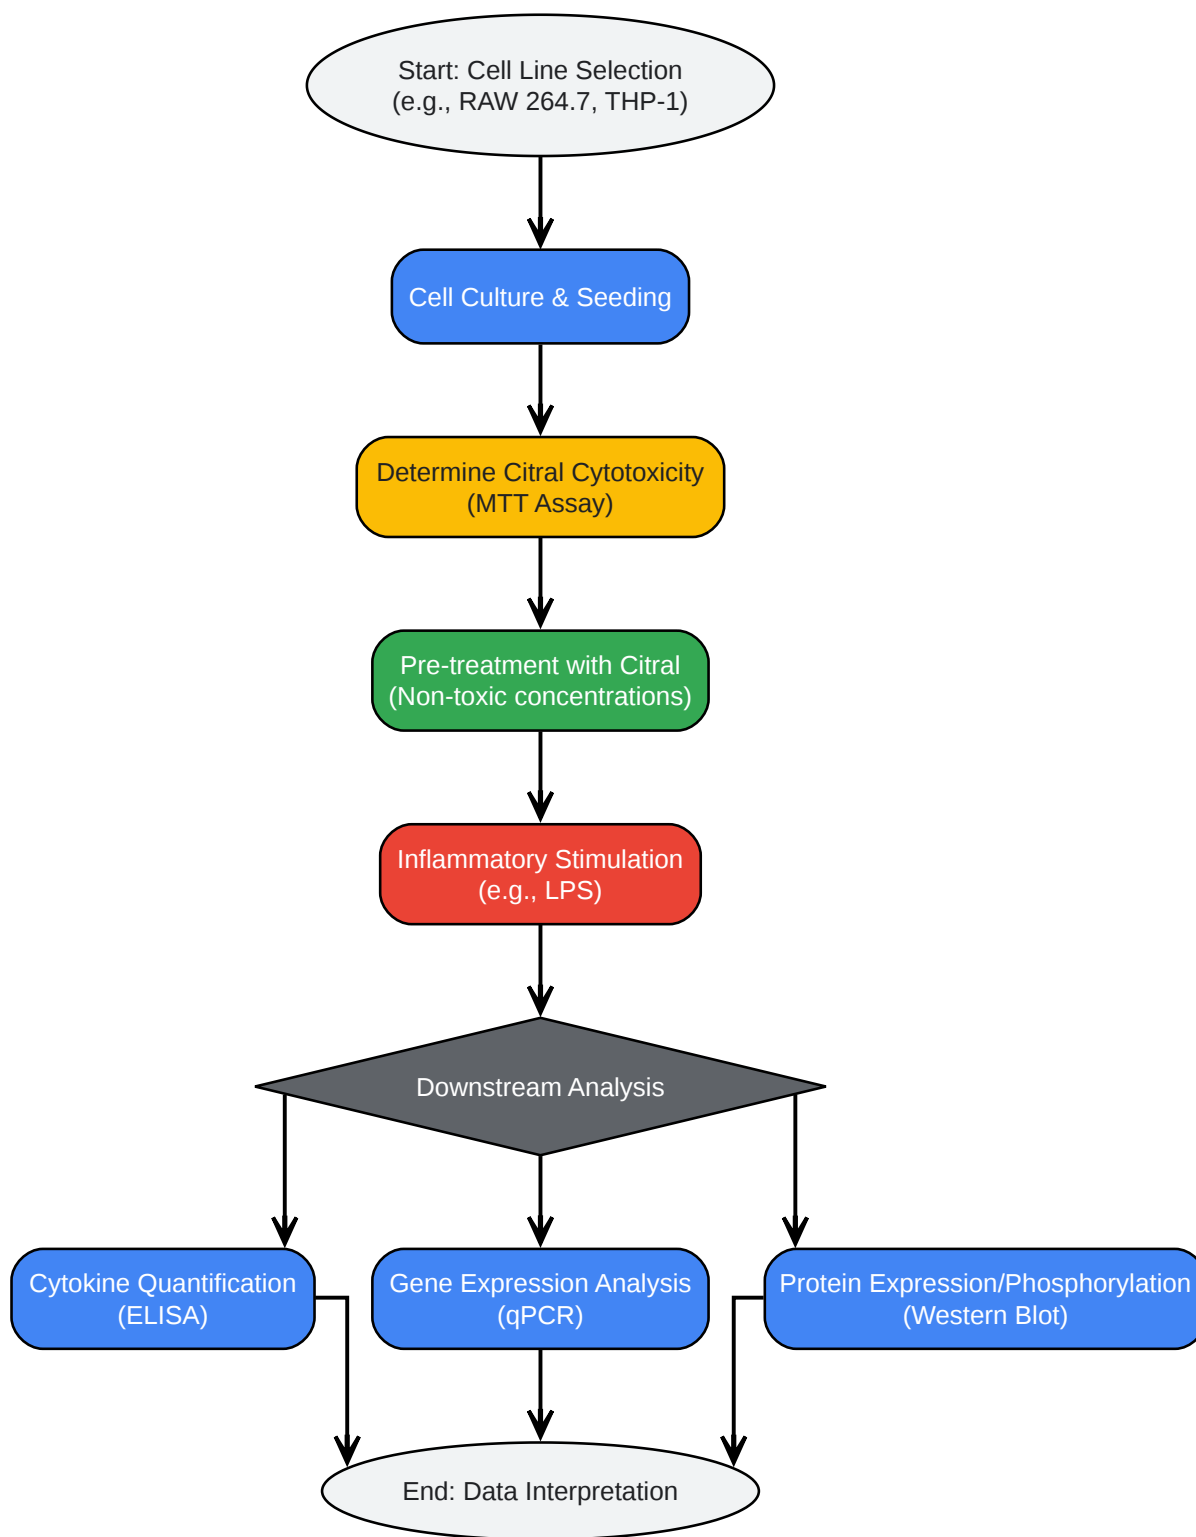 Start: Cell Line Selection
(e.g., RAW 264.7, THP-1)
Cell Culture & Seeding
Determine Citral Cytotoxicity
(MTT Assay)
Pre-treatment with Citral
(Non-toxic concentrations)
Inflammatory Stimulation
(e.g., LPS)
Downstream Analysis
Cytokine Quantification
(ELISA)
Gene Expression Analysis
(qPCR)
Protein Expression/Phosphorylation
(Western Blot)
End: Data Interpretation